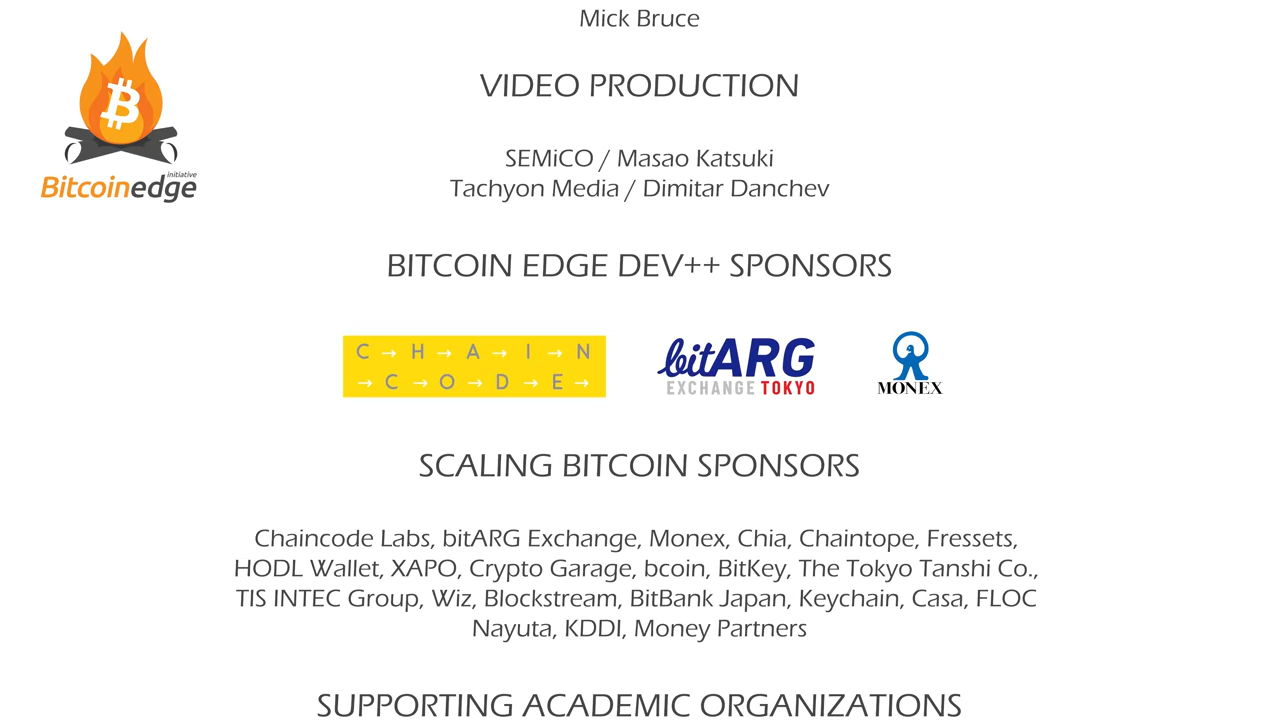 Mick Bruce
initiative
Bitcoinedge
VIDEO PRODUCTION
SEMiCO / Masao Katsuki
Tachyon Media / Dimitar Danchev
BITCOIN EDGE DEV++ SPONSORS
C → H → A → I → N
→ C → O → D → E →
bitARG
EXCHANGE TOKYO
MONEX
SCALING BITCOIN SPONSORS
Chaincode Labs, bitARG Exchange, Monex, Chia, Chaintope, Fressets,
HODL Wallet, XAPO, Crypto Garage, bcoin, BitKey, The Tokyo Tanshi Co.,
TIS INTEC Group, Wiz, Blockstream, BitBank Japan, Keychain, Casa, FLOC
Nayuta, KDDI, Money Partners
SUPPORTING ACADEMIC ORGANIZATIONS